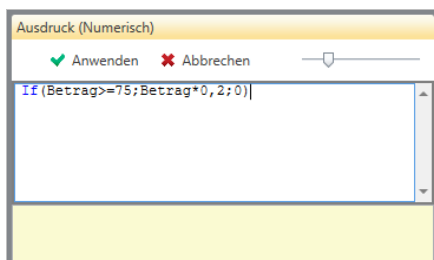 Ausdruck (Numerisch)
Anwenden Abbrechen
If(Betrag>=75;Betrag*0,2;0)